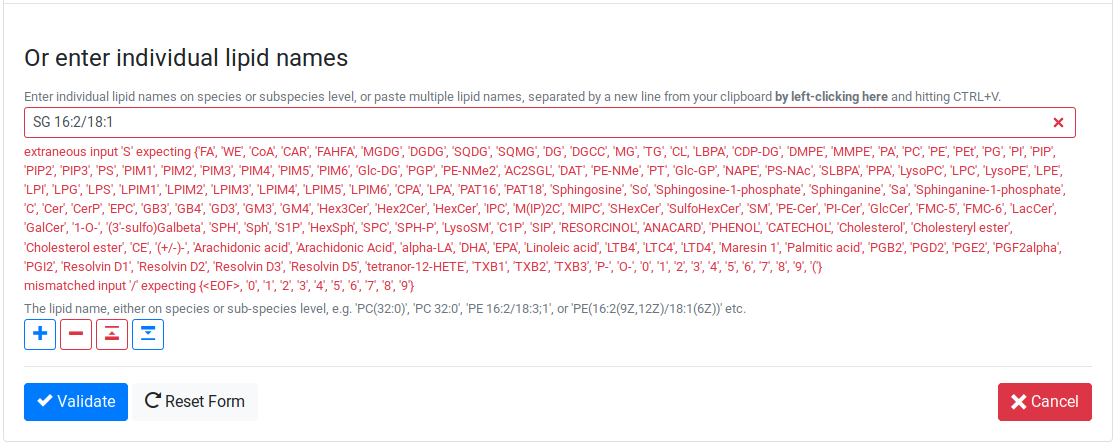 Or enter individual lipid names
Enter individual lipid names on species or subspecies level, or paste multiple lipid names, separated by a new line from your clipboard by left-clicking here and hitting CTRL+V.
SG 16:2/18:1
extraneous input 'S' expecting {'FA', 'WE', 'CoA', 'CAR', 'FAHFA', 'MGDG', 'DGDG', 'SQDG', 'SQMG', 'DG', 'DGCC', 'MG', 'TG', 'CL', 'LBPA', 'CDP-DG', 'DMPE', 'MMPE', 'PA', 'PC', 'PE', 'PEt', 'PG', 'PI', 'PIP',
'PIP2', 'PIP3', 'PS', 'PIM1', 'PIM2', 'PIM3', 'PIM4', 'PIM5', 'PIM6', 'Glc-DG', 'PGP', 'PE-NMe2', 'AC2SGL', 'DAT', 'PE-NMe', 'PT', 'Glc-GP', 'NAPE', 'PS-NAc', 'SLBPA', 'PPA', 'LysoPC', 'LPC', 'LysoPE', 'LPE',
'LPI', 'LPG', 'LPS', 'LPIM1', 'LPIM2', 'LPIM3', 'LPIM4', 'LPIM5', 'LPIM6', 'CPA', 'LPA', 'PAT16', 'PAT18', 'Sphingosine', 'So', 'Sphingosine-1-phosphate', 'Sphinganine', 'Sa', 'Sphinganine-1-phosphate',
'C', 'Cer', 'CerP', 'EPC', 'GB3', 'GB4', 'GD3', 'GM3', 'GM4', 'Hex3Cer', 'Hex2Cer', 'HexCer', 'IPC', 'M(IP)2C', 'MIPC', 'SHexCer', 'SulfoHexCer', 'SM', 'PE-Cer', 'PI-Cer', 'GlcCer', 'FMC-5', 'FMC-6', 'LacCer',
'GalCer', '1-O-', '(3'-sulfo)Galbeta', 'SPH', 'Sph', 'S1P', 'HexSph', 'SPC', 'SPH-P', 'LysoSM', 'C1P', 'SIP', 'RESORCINOL', 'ANACARD', 'PHENOL', 'CATECHOL', 'Cholesterol', 'Cholesteryl ester',
'Cholesterol ester', 'CE', '(+/-)-', 'Arachidonic acid', 'Arachidonic Acid', 'alpha-LA', 'DHA', 'EPA', 'Linoleic acid', 'LTB4', 'LTC4', 'LTD4', 'Maresin 1', 'Palmitic acid', 'PGB2', 'PGD2', 'PGE2', 'PGF2alpha',
'PGI2', 'Resolvin D1', 'Resolvin D2', 'Resolvin D3', 'Resolvin D5', 'tetranor-12-HETE', 'TXB1', 'TXB2', 'TXB3', 'P-', 'O-', '0', '1', '2', '3', '4', '5', '6', '7', '8', '9', '('}
mismatched input '/' expecting {<EOF>, '0', '1', '2', '3', '4', '5', '6', '7', '8', '9'}
The lipid name, either on species or sub-species level, e.g. 'PC(32:0)', 'PC 32:0', 'PE 16:2/18:3;1', or 'PE(16:2(9Z,12Z)/18:1(6Z))' etc.
Validate Reset Form Cancel